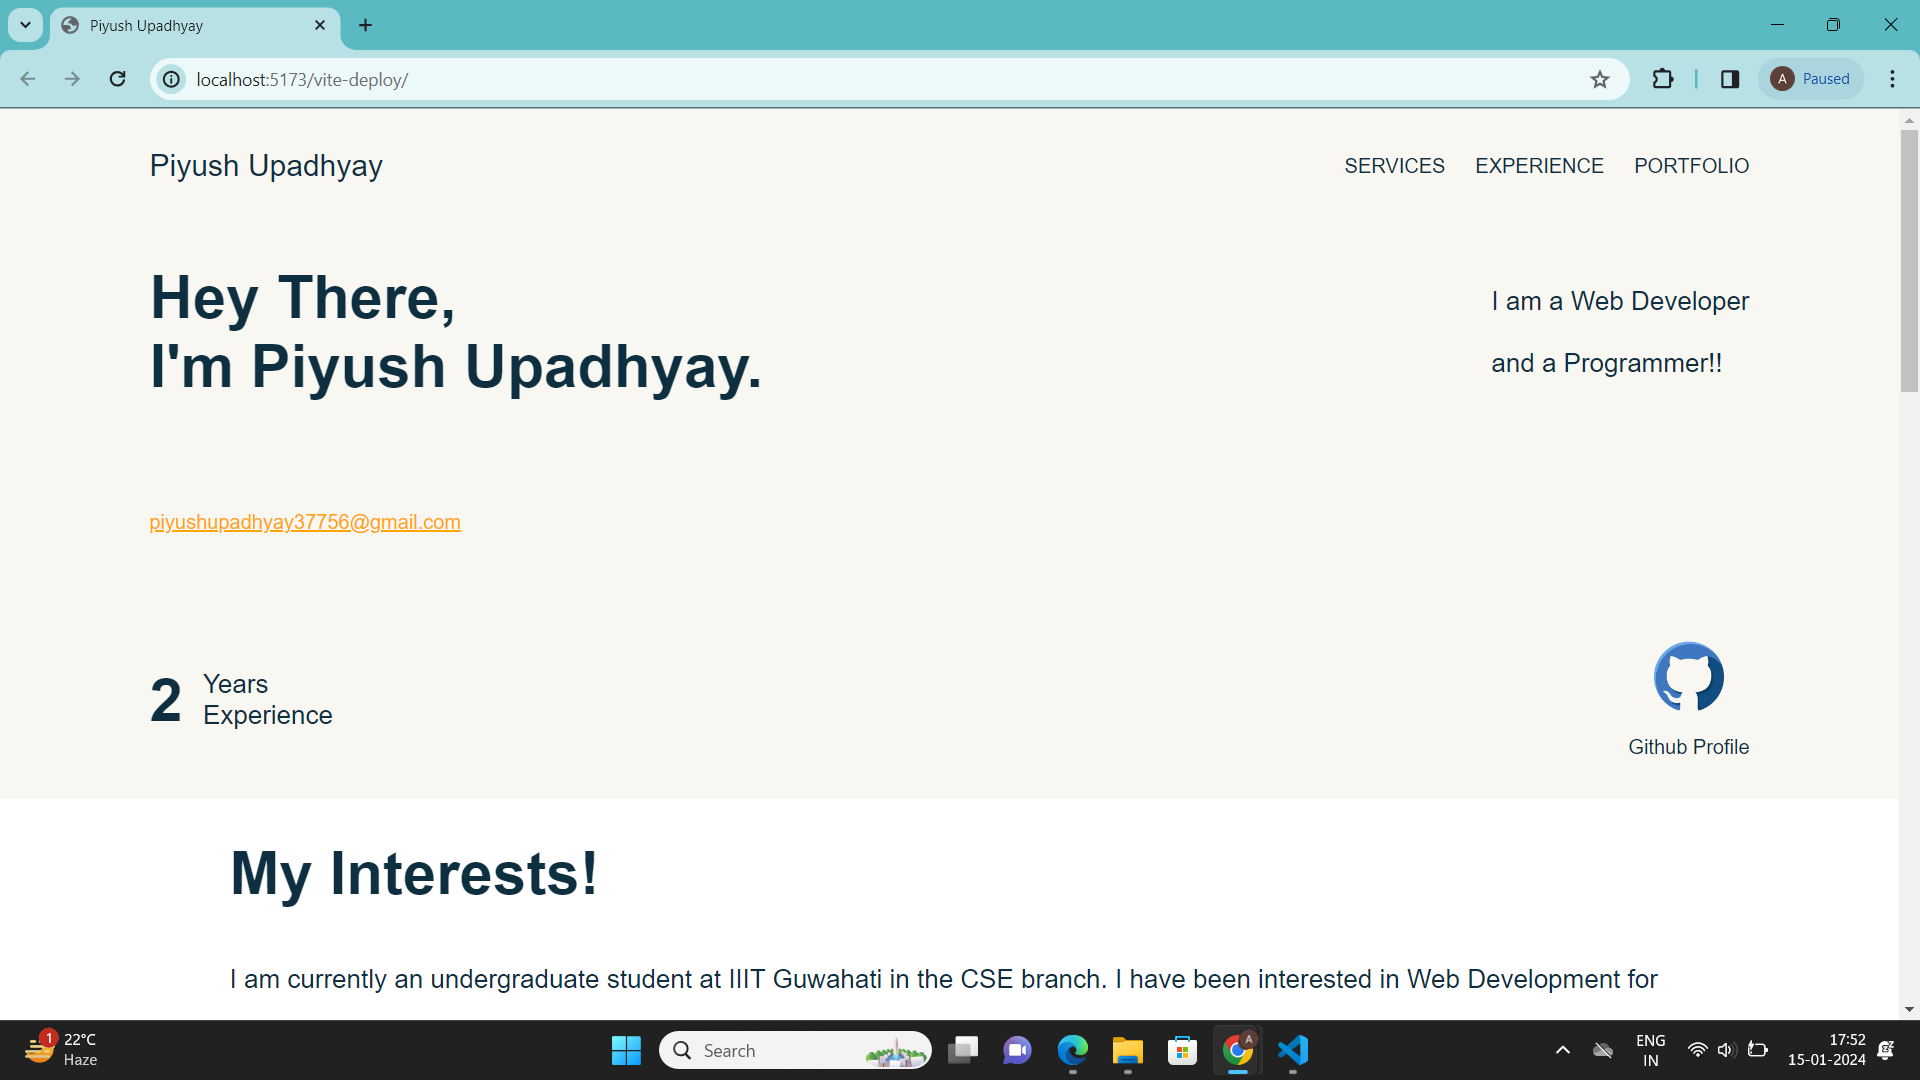 Piyush Upadhyay
localhost:5173/vite-deploy/
A Paused
Piyush Upadhyay
SERVICES EXPERIENCE PORTFOLIO
Hey There,
I'm Piyush Upadhyay.
I am a Web Developer
and a Programmer!!
piyushupadhyay37756@gmail.com
2 Years
Experience
Github Profile
My Interests!
I am currently an undergraduate student at IIIT Guwahati in the CSE branch. I have been interested in Web Development for
1
22°C
Haze
Search
A
ENG
IN
17:52
15-01-2024